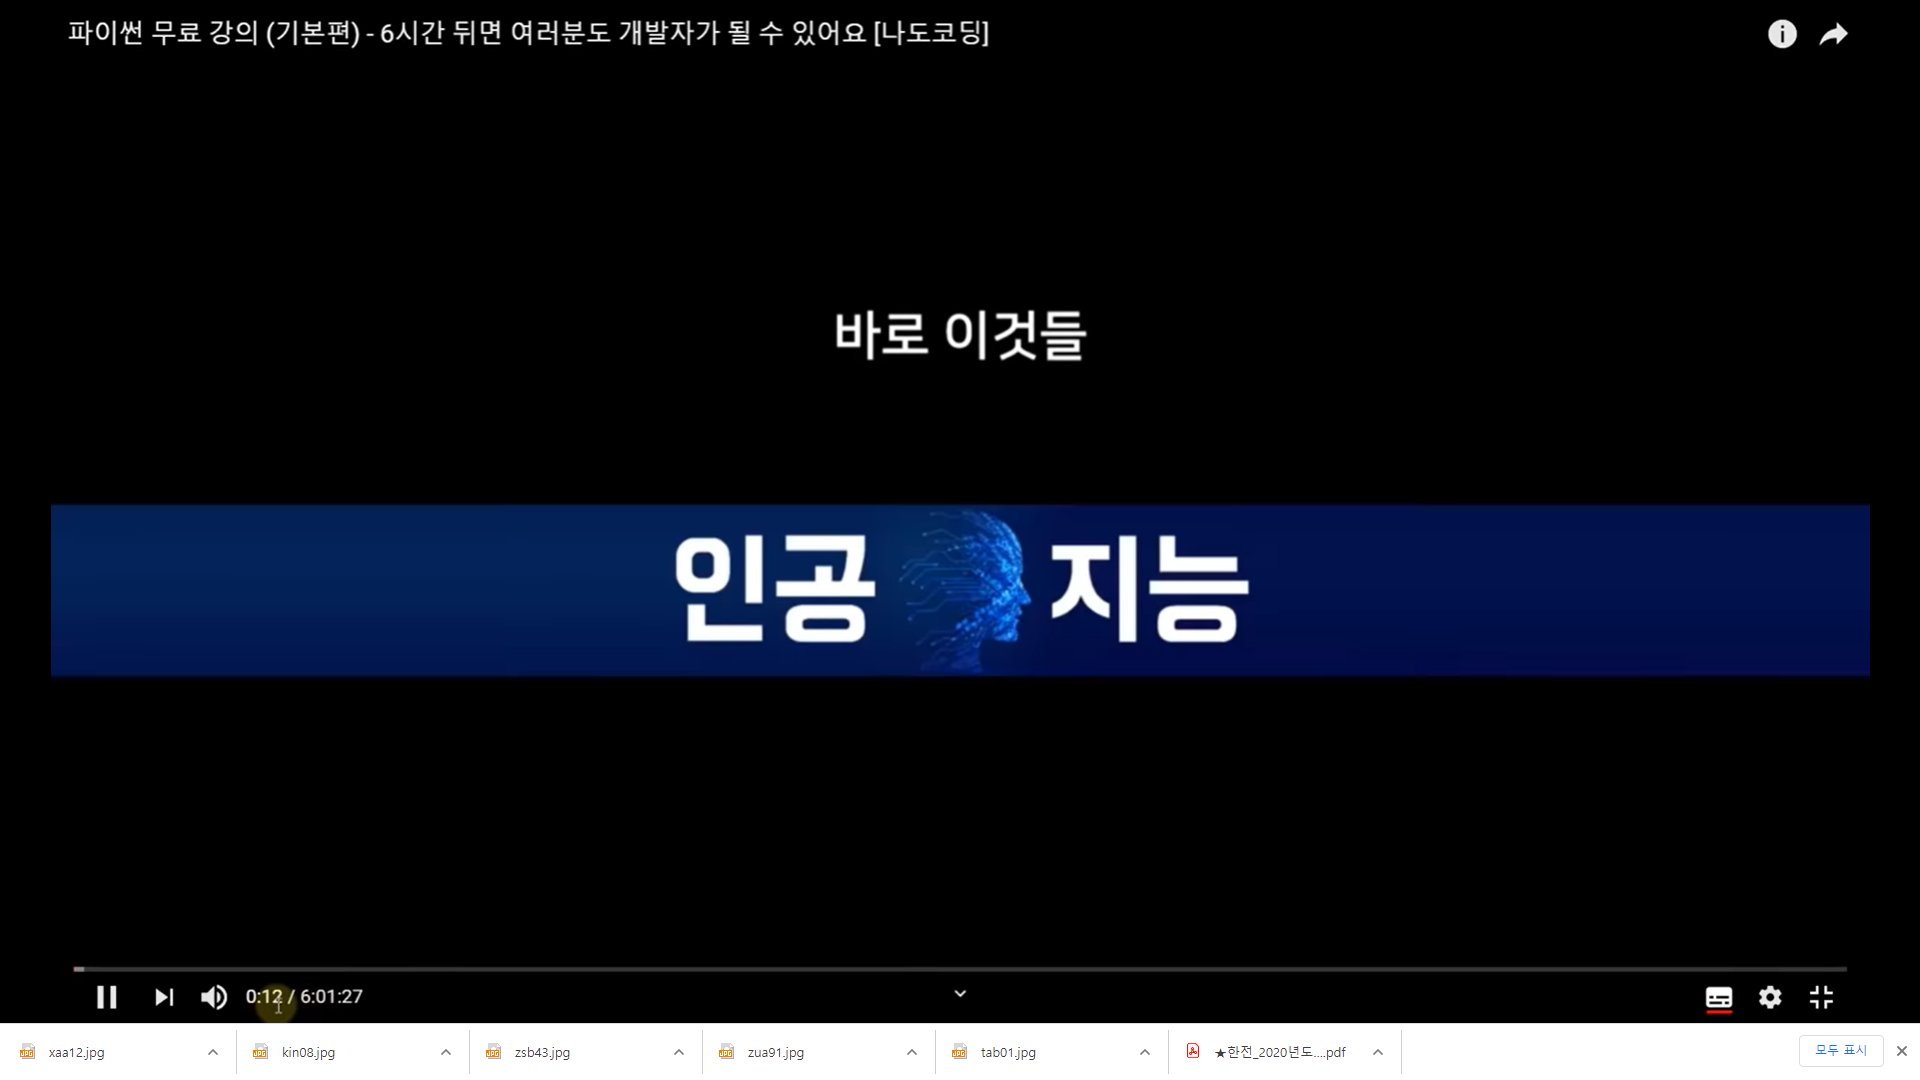 파이썬 무료 강의 (기본편) - 6시간 뒤면 여러분도 개발자가 될 수 있어요 [나도코딩]
바로 이것들
인공 지능
0:12 / 6:01:27
xaa12.jpg
kin08.jpg
zsb43.jpg
zua91.jpg
tab01.jpg
★한전_2020년도....pdf
모두 표시